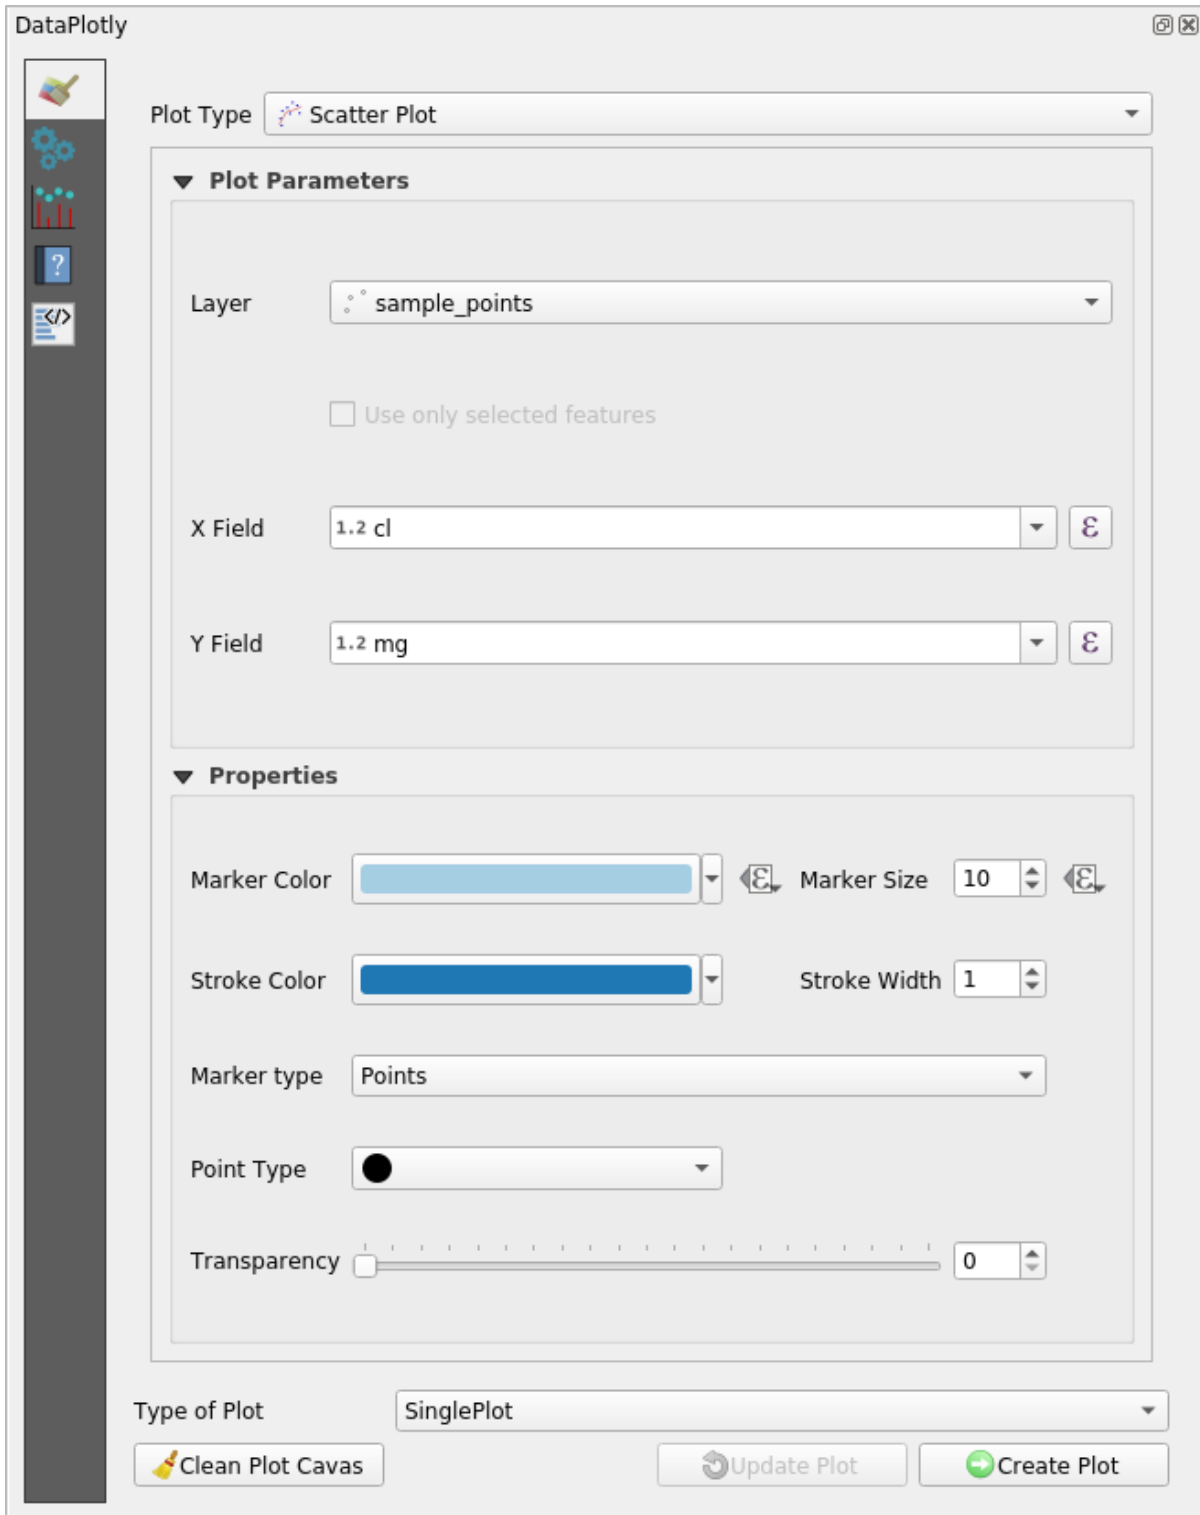 DataPlotly
Plot Type Scatter Plot
Plot Parameters
Layer sample_points
Use only selected features
X Field 1.2 cl ε
Y Field 1.2 mg ε
Properties
Marker Color ε Marker Size 10 ε
Stroke Color Stroke Width 1
Marker type Points
Point Type
Transparency 0
Type of Plot SinglePlot
Clean Plot Cavas Update Plot Create Plot
?
</>